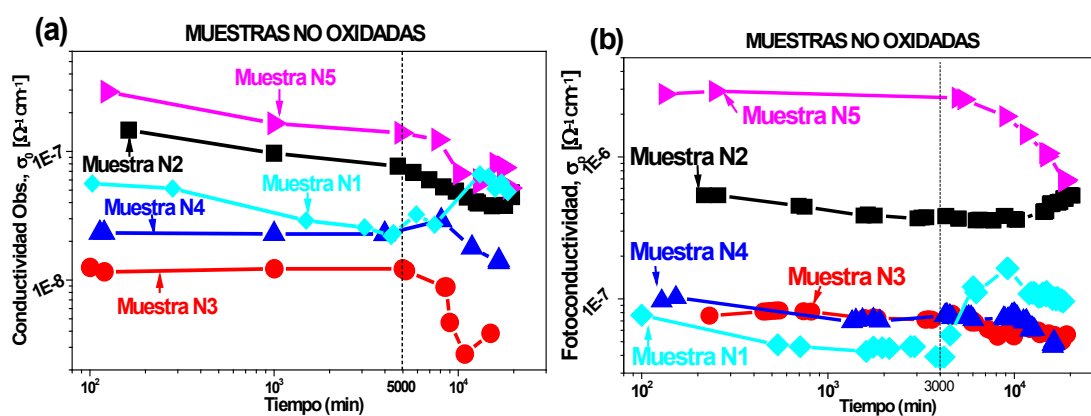 (a)
MUESTRAS NO OXIDADAS
Conductividad Obs., σ₀ [Ω⁻¹cm⁻¹]
1E-7
1E-8
Muestra N5
Muestra N2
Muestra N1
Muestra N4
Muestra N3
10² 10³ 5000 10⁴
Tiempo (min)
(b)
MUESTRAS NO OXIDADAS
Fotoconductividad, σ₀ [Ω⁻¹cm⁻¹]
1E-6
1E-7
Muestra N5
Muestra N2
Muestra N4
Muestra N3
Muestra N1
10² 10³ 3000 10⁴
Tiempo (min)